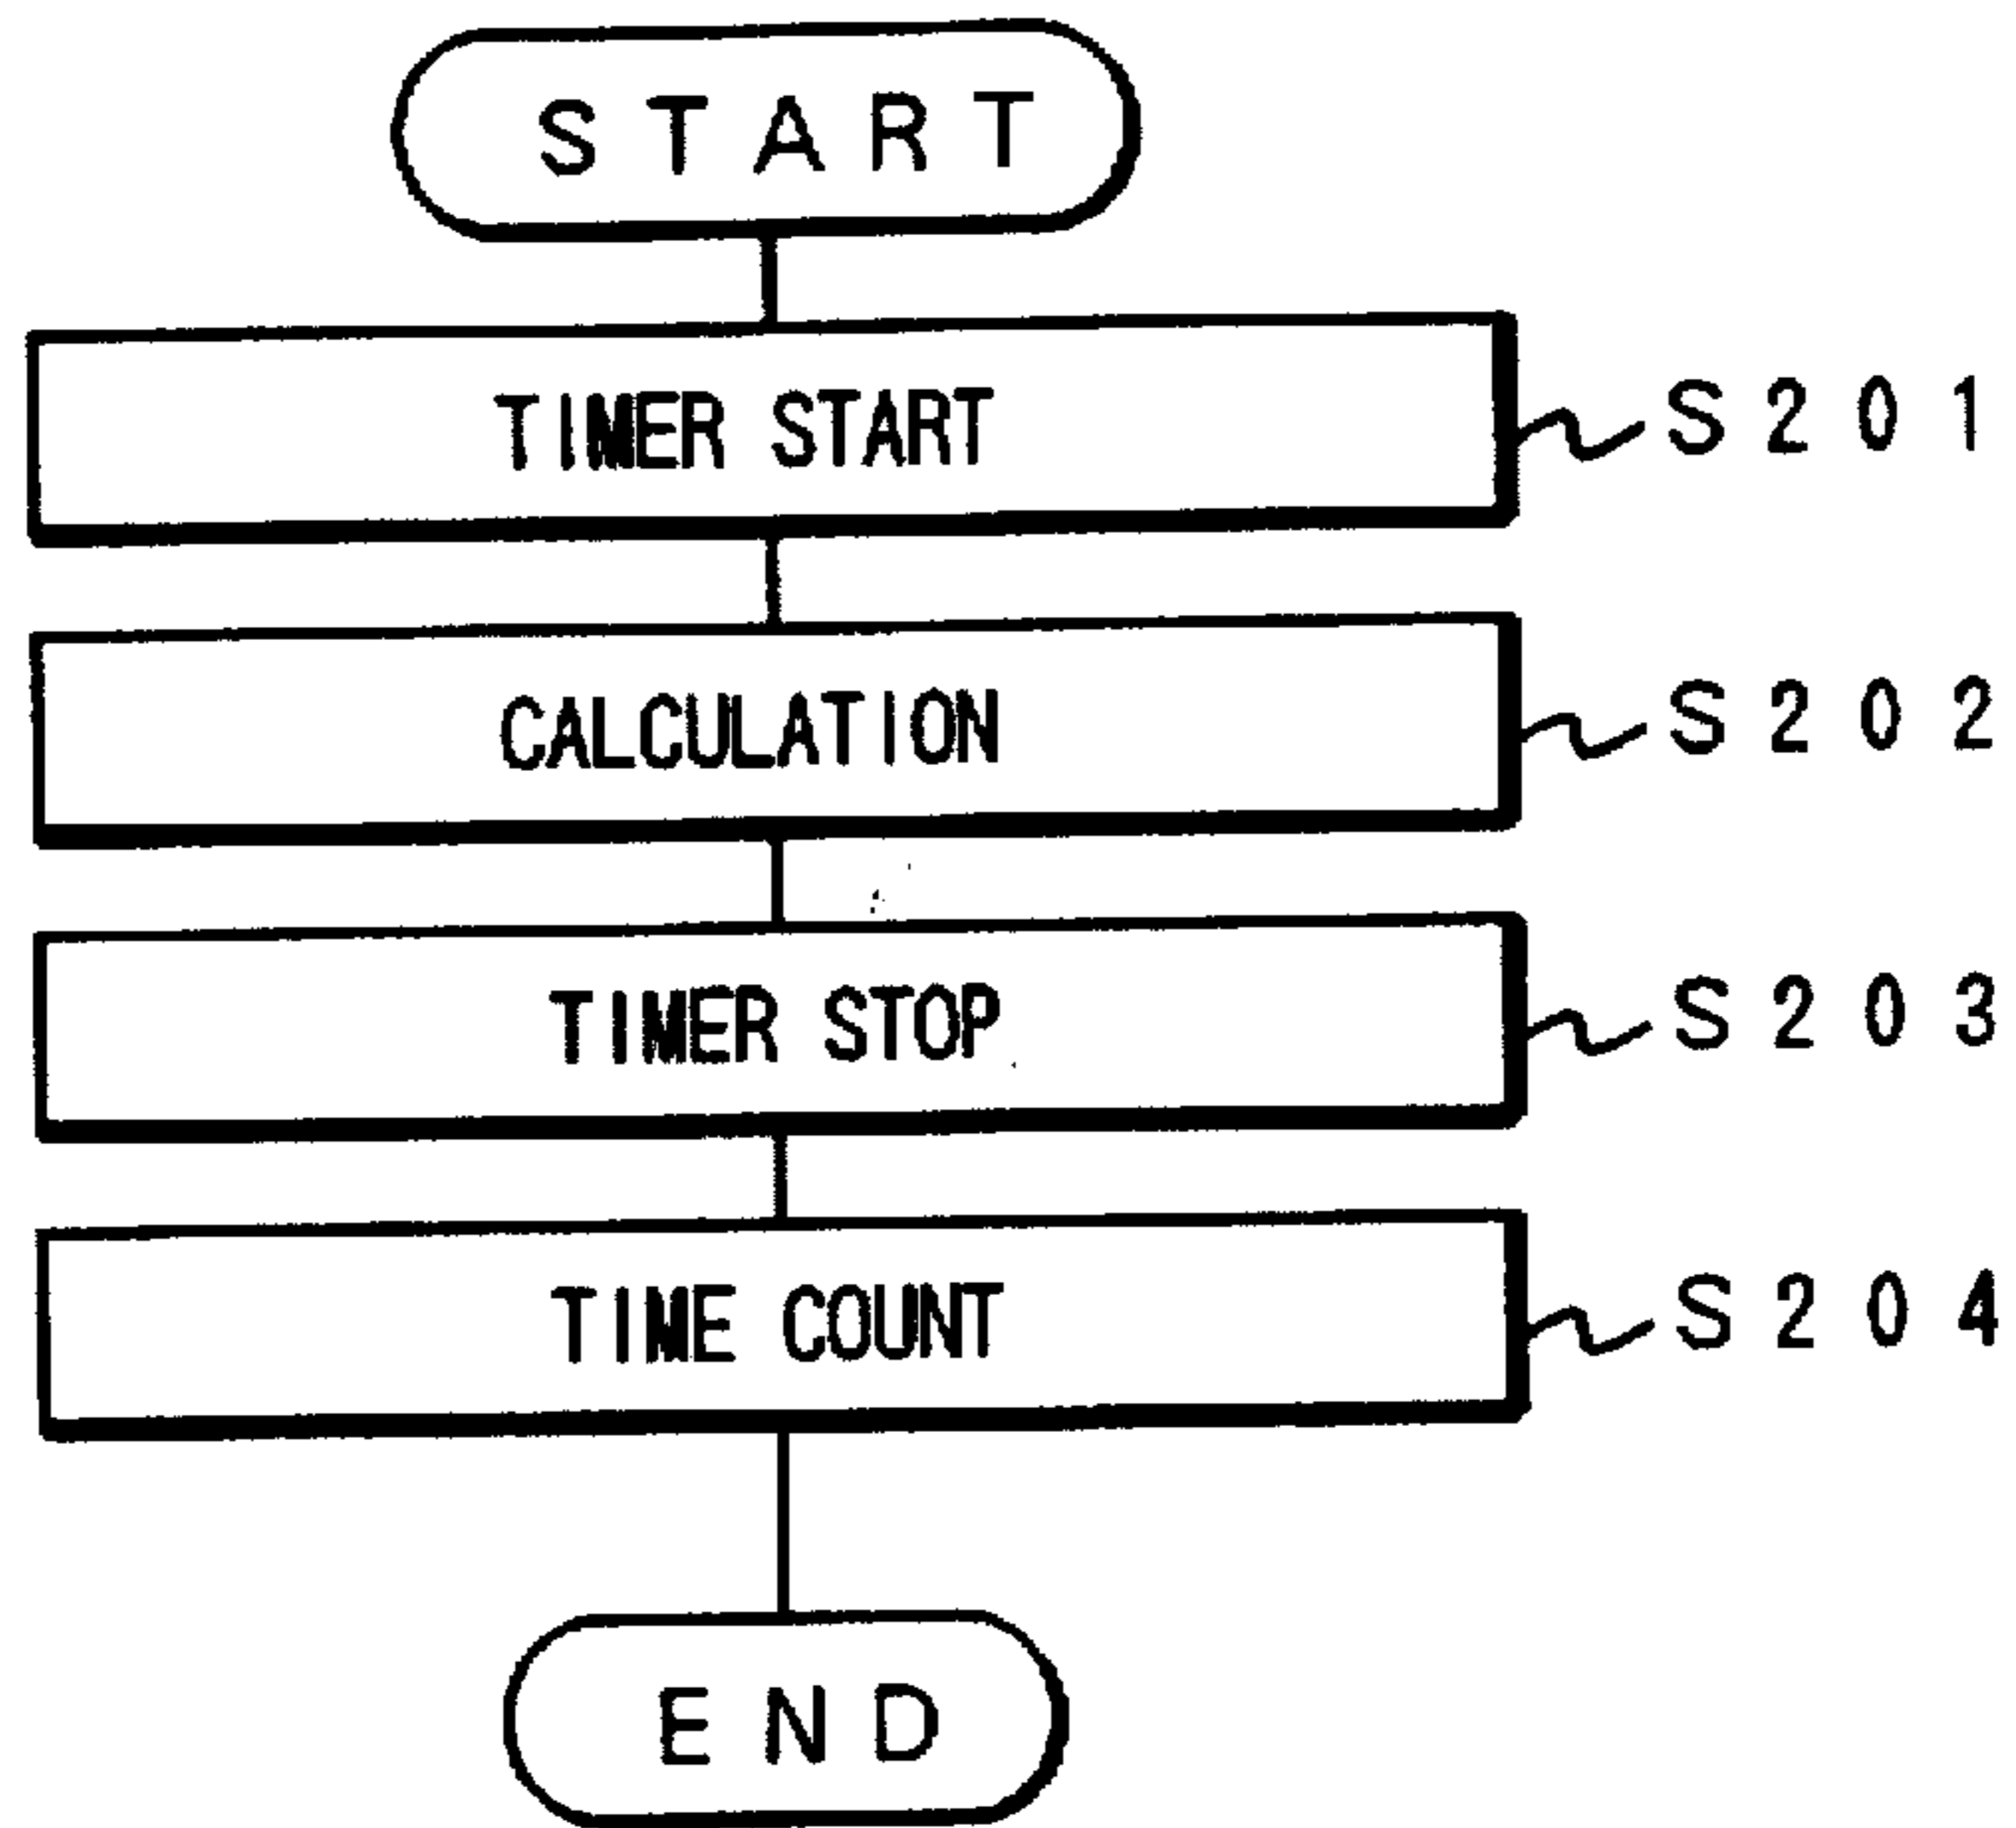 START
TIMER START
S201
CALCULATION
S202
TIMER STOP
S203
TIME COUNT
S204
END